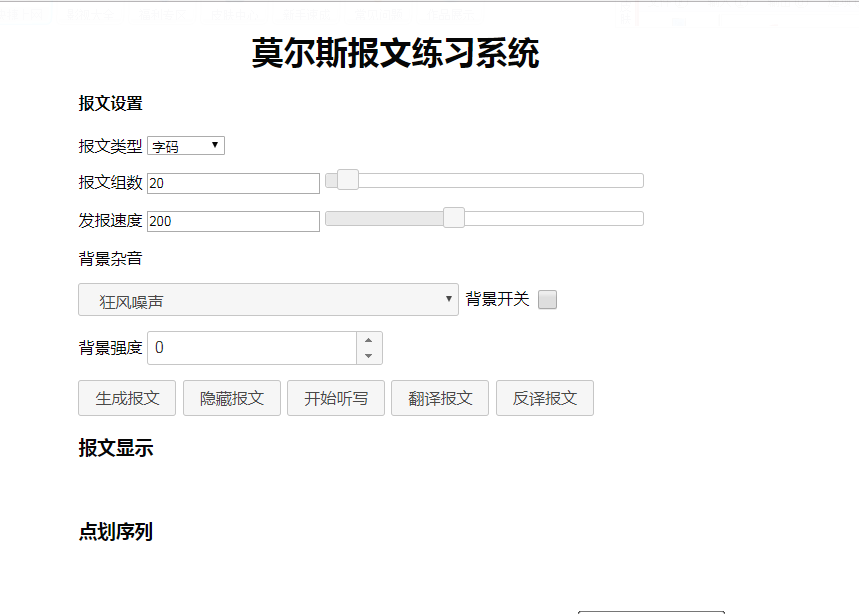 莫尔斯报文练习系统
报文设置
报文类型 字码
报文组数 20
发报速度 200
背景杂音
狂风噪声 背景开关
背景强度 0
生成报文 隐藏报文 开始听写 翻译报文 反译报文
报文显示
点划序列